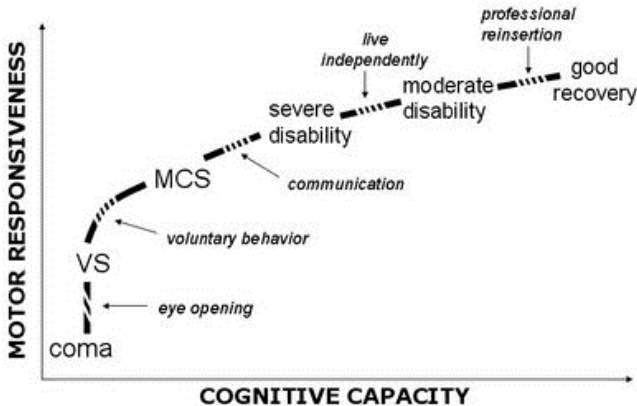 professional
reinsertion
live
independently
good
recovery
moderate
disability
severe
disability
MCS
communication
voluntary behavior
VS
eye opening
coma
MOTOR RESPONSIVENESS
COGNITIVE CAPACITY